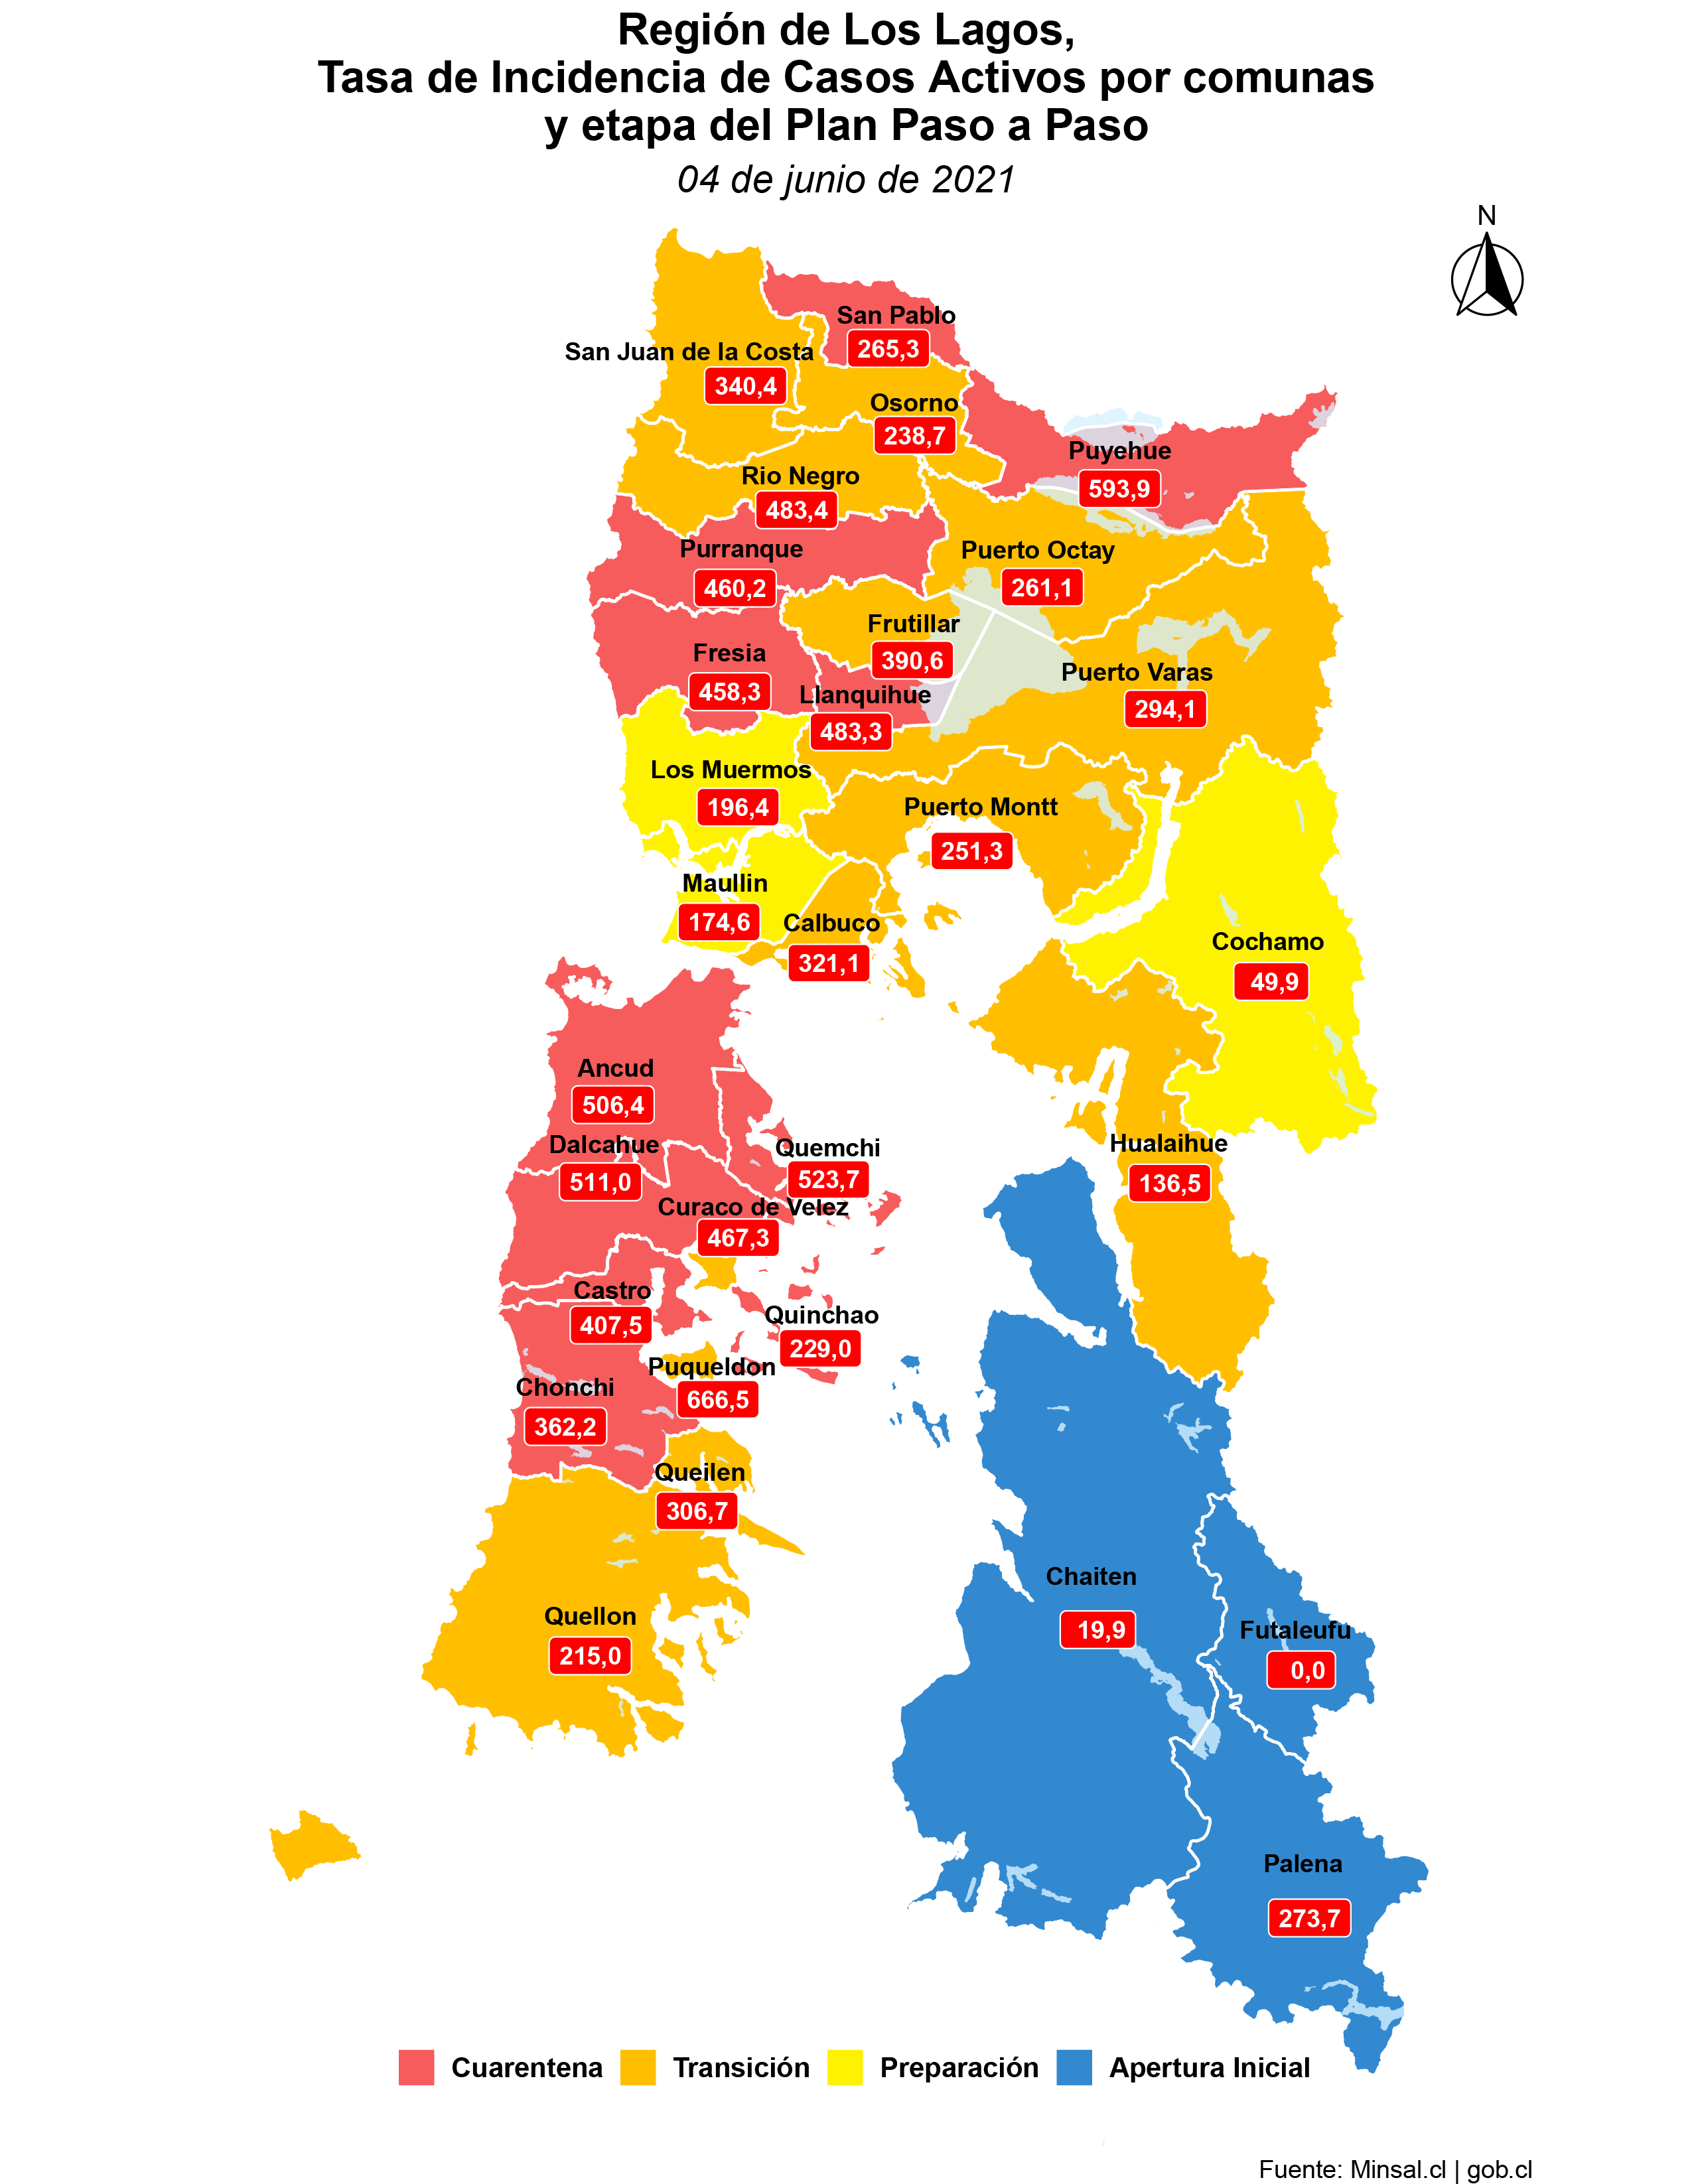 Región de Los Lagos,
Tasa de Incidencia de Casos Activos por comunas
y etapa del Plan Paso a Paso
04 de junio de 2021
N
San Pablo
265,3
San Juan de la Costa
340,4
Osorno
238,7
Puyehue
593,9
Rio Negro
483,4
Purranque
460,2
Puerto Octay
261,1
Frutillar
390,6
Fresia
458,3
Llanquihue
483,3
Puerto Varas
294,1
Los Muermos
196,4
Puerto Montt
251,3
Maullin
174,6
Calbuco
321,1
Cochamo
49,9
Ancud
506,4
Dalcahue
511,0
Quemchi
523,7
Hualaihue
136,5
Curaco de Velez
467,3
Castro
407,5
Quinchao
229,0
Puqueldon
666,5
Chonchi
362,2
Queilen
306,7
Chaiten
19,9
Quellon
215,0
Futaleufu
0,0
Palena
273,7
Cuarentena
Transición
Preparación
Apertura Inicial
Fuente: Minsal.cl | gob.cl